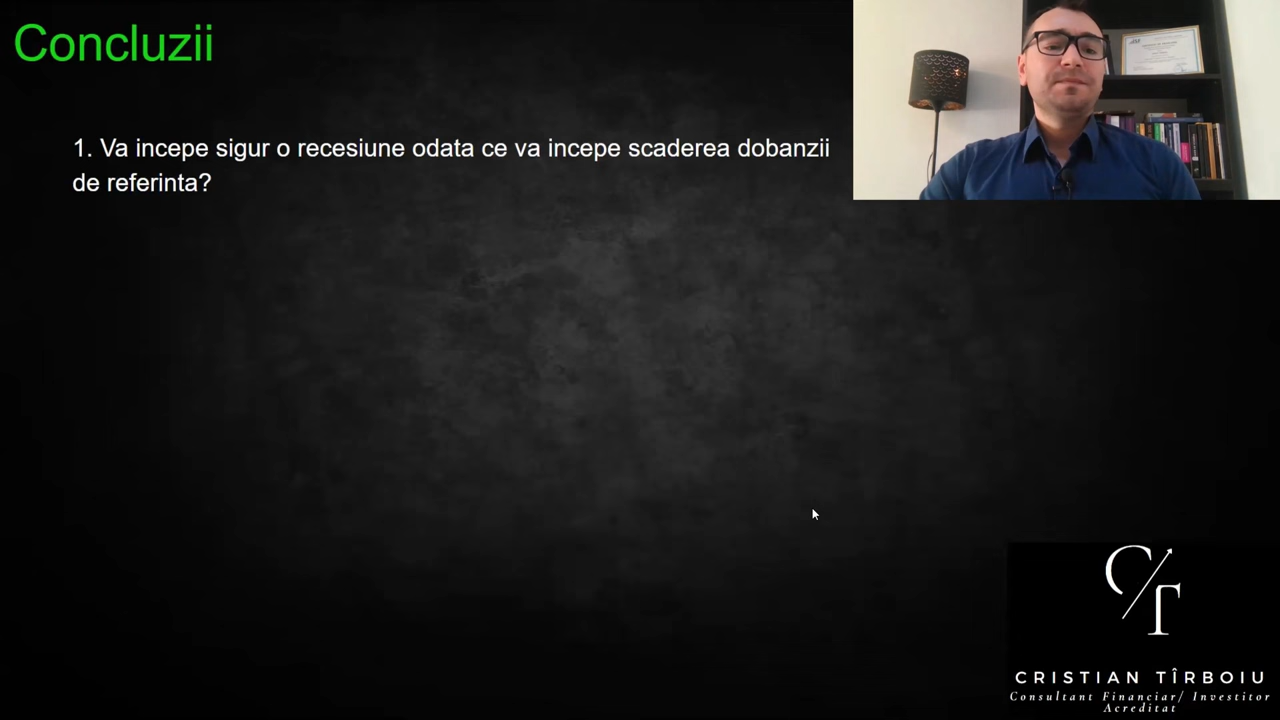 Concluzii
1. Va incepe sigur o recesiune odata ce va incepe scaderea dobanzii
de referinta?
CT
CRISTIAN TÎRBOIU
Consultant Financiar/ Investitor
Acreditat